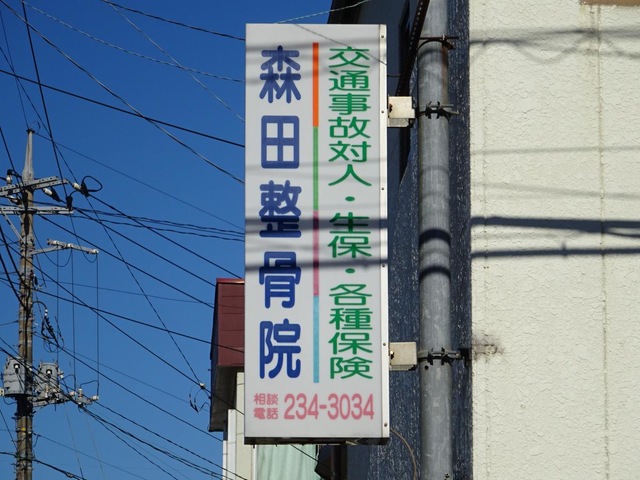 交通事故対人・生保・各種保険
森田整骨院
相談
電話 234-3034